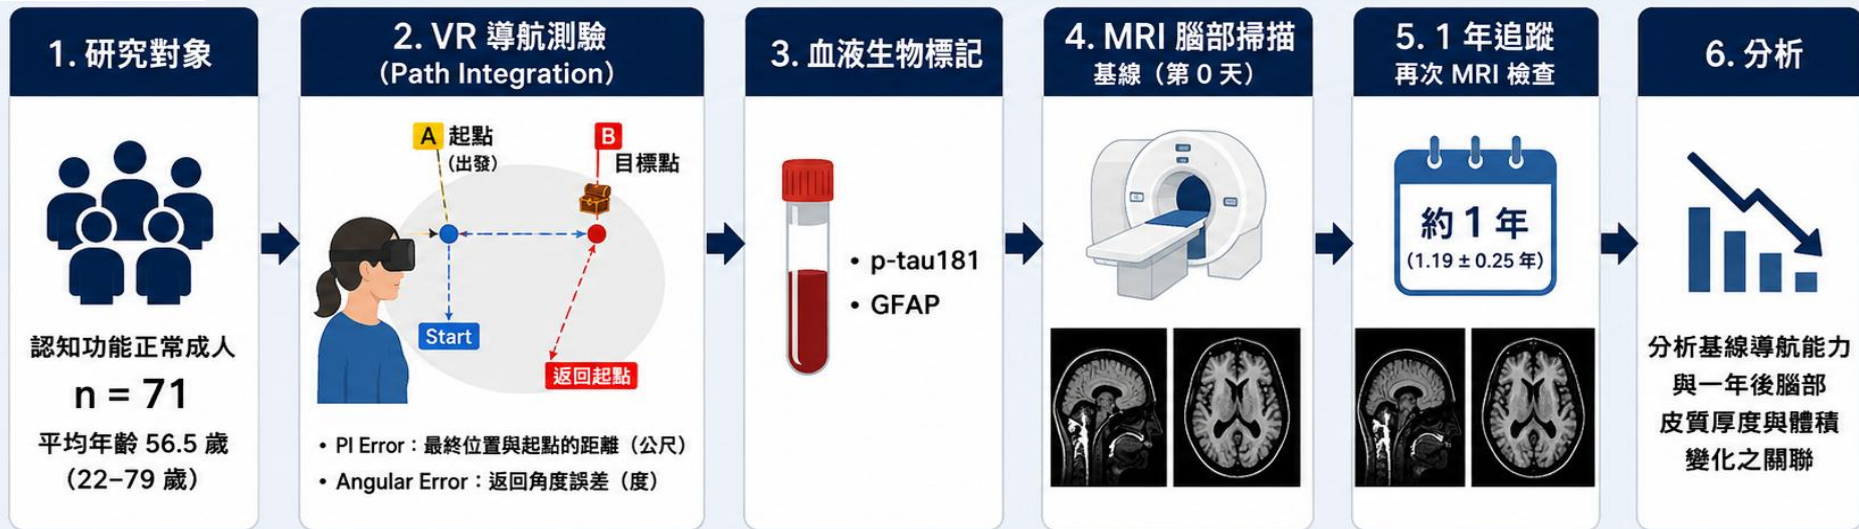 1. 研究對象
認知功能正常成人
n = 71
平均年齡 56.5 歲
（22–79 歲）
2. VR 導航測驗
（Path Integration）
A 起點
（出發）
B
目標點
Start
返回起點
• PI Error：最終位置與起點的距離（公尺）
• Angular Error：返回角度誤差（度）
3. 血液生物標記
• p-tau181
• GFAP
4. MRI 腦部掃描
基線（第 0 天）
5. 1 年追蹤
再次 MRI 檢查
約 1 年
（1.19 ± 0.25 年）
6. 分析
分析基線導航能力
與一年後腦部
皮質厚度與體積
變化之關聯